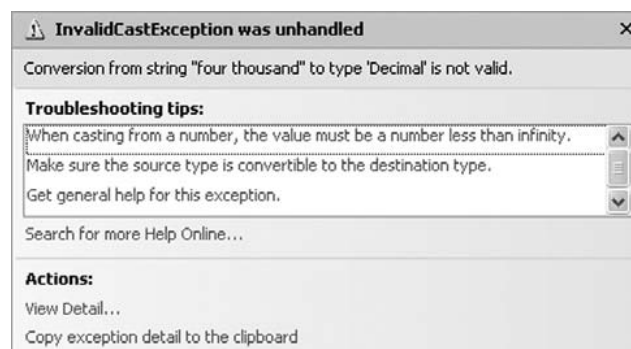 InvalidCastException was unhandled
Conversion from string "four thousand" to type 'Decimal' is not valid.
Troubleshooting tips:
When casting from a number, the value must be a number less than infinity.
Make sure the source type is convertible to the destination type.
Get general help for this exception.
Search for more Help Online...
Actions:
View Detail...
Copy exception detail to the clipboard